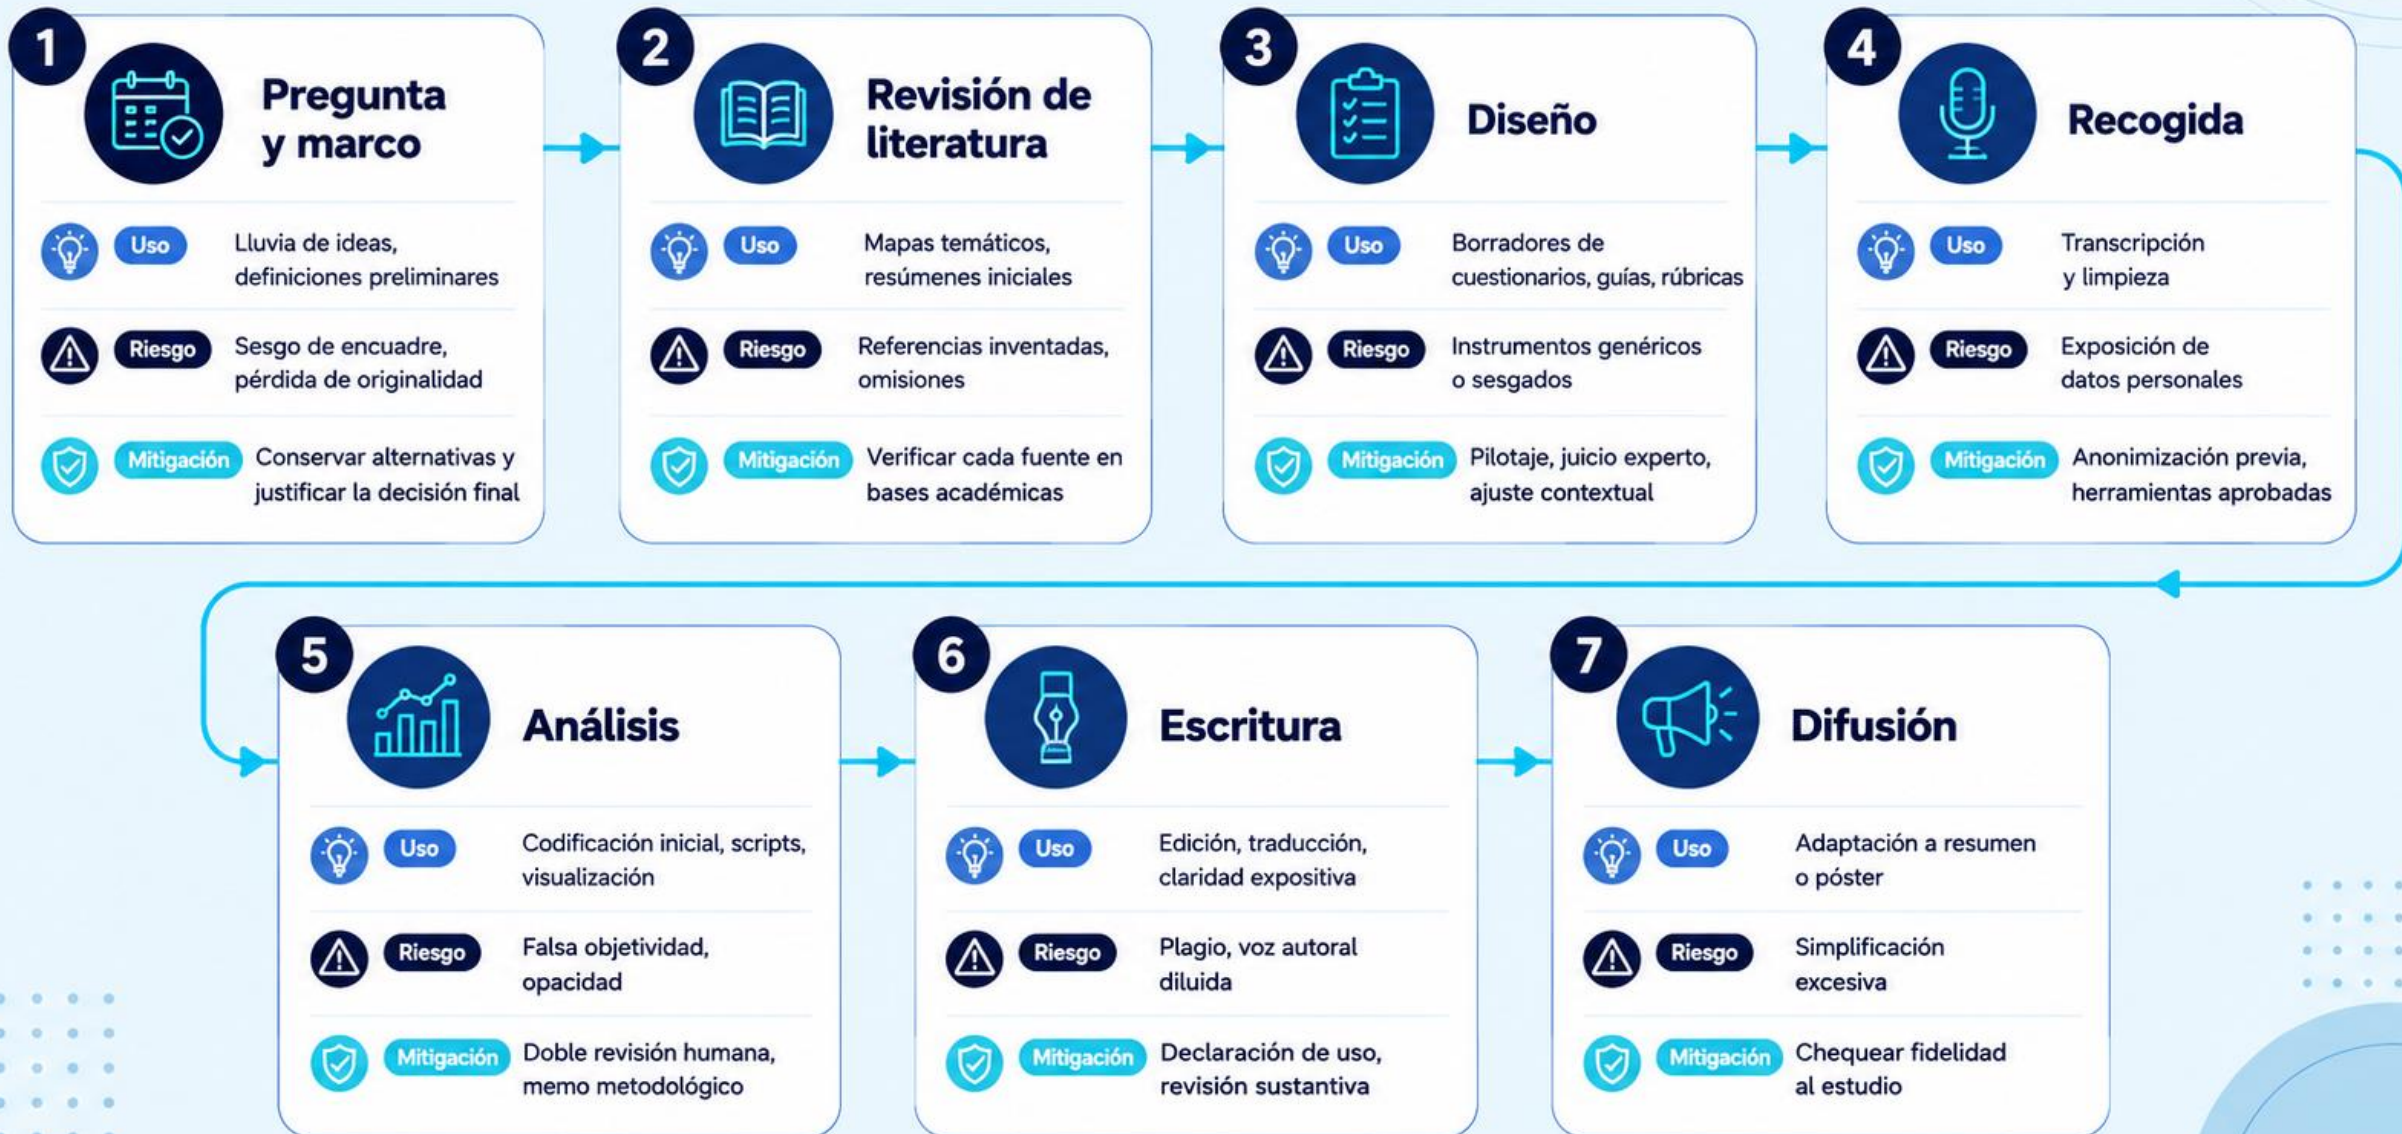 1
Pregunta
y marco
Uso
Lluvia de ideas,
definiciones preliminares
Riesgo
Sesgo de encuadre,
pérdida de originalidad
Mitigación
Conservar alternativas y
justificar la decisión final
2
Revisión de
literatura
Uso
Mapas temáticos,
resúmenes iniciales
Riesgo
Referencias inventadas,
omisiones
Mitigación
Verificar cada fuente en
bases académicas
3
Diseño
Uso
Borradores de
cuestionarios, guías, rúbricas
Riesgo
Instrumentos genéricos
o sesgados
Mitigación
Pilotaje, juicio experto,
ajuste contextual
4
Recogida
Uso
Transcripción
y limpieza
Riesgo
Exposición de
datos personales
Mitigación
Anonimización previa,
herramientas aprobadas
5
Análisis
Uso
Codificación inicial, scripts,
visualización
Riesgo
Falsa objetividad,
opacidad
Mitigación
Doble revisión humana,
memo metodológico
6
Escritura
Uso
Edición, traducción,
claridad expositiva
Riesgo
Plagio, voz autoral
diluida
Mitigación
Declaración de uso,
revisión sustantiva
7
Difusión
Uso
Adaptación a resumen
o póster
Riesgo
Simplificación
excesiva
Mitigación
Chequear fidelidad
al estudio